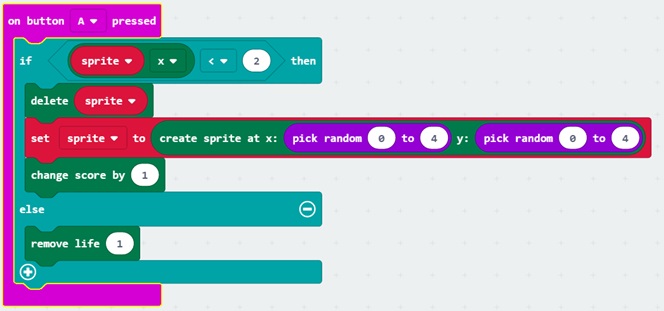 on button A pressed
if sprite x < 2 then
delete sprite
set sprite to create sprite at x: pick random 0 to 4 y: pick random 0 to 4
change score by 1
else
remove life 1